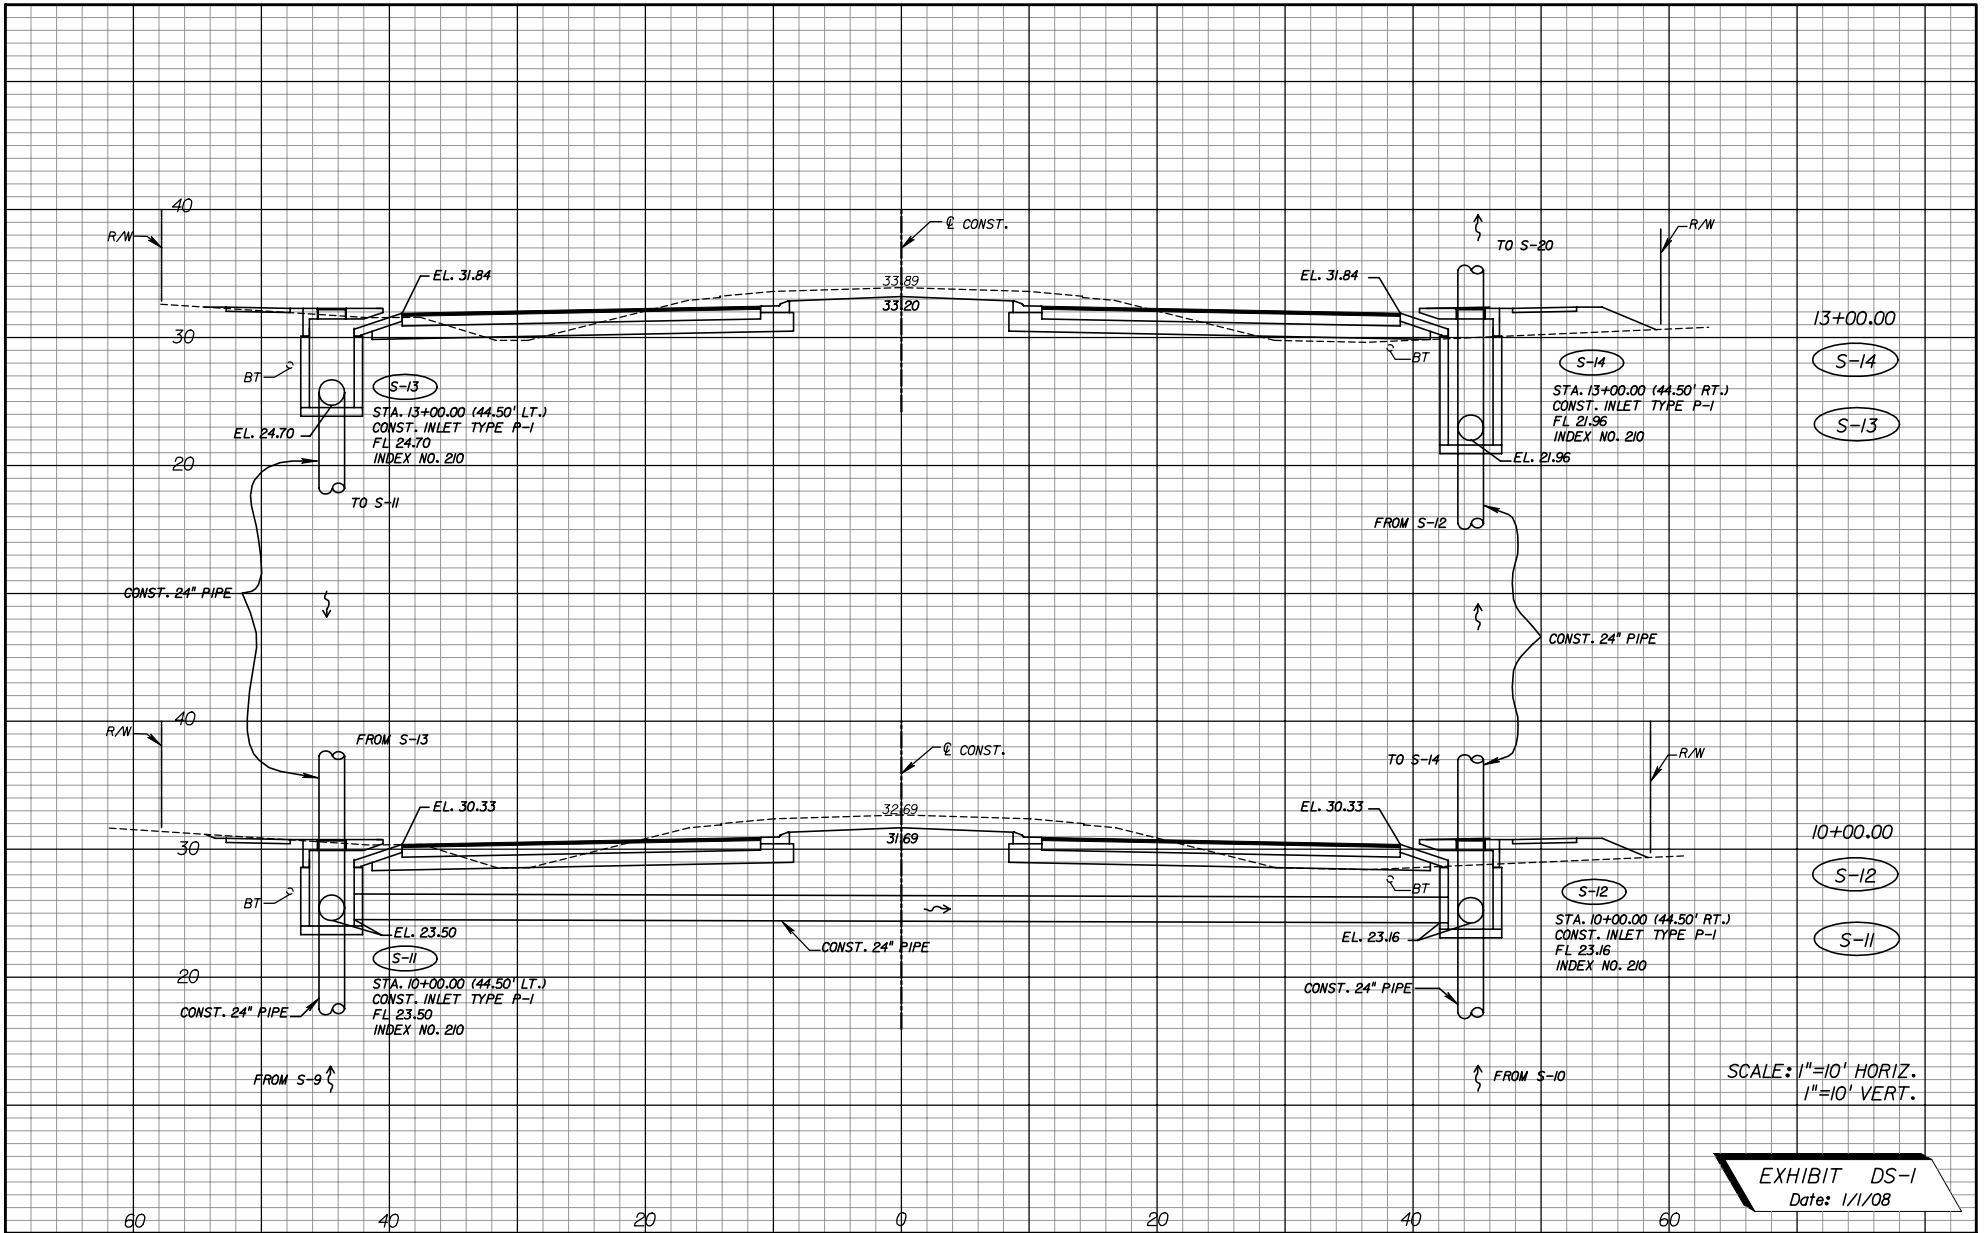 40
R/W
EL. 31.84
33.89
33.20
℄ CONST.
EL. 31.84
TO S-20
R/W
13+00.00
30
BT
S-13
STA. 13+00.00 (44.50' LT.)
CONST. INLET TYPE P-1
FL 24.70
INDEX NO. 210
EL. 24.70
BT
S-14
STA. 13+00.00 (44.50' RT.)
CONST. INLET TYPE P-1
FL 21.96
INDEX NO. 210
EL. 21.96
S-14
S-13
20
TO S-11
FROM S-12
CONST. 24" PIPE
CONST. 24" PIPE
40
R/W
FROM S-13
℄ CONST.
TO S-14
R/W
EL. 30.33
32.69
31.69
EL. 30.33
10+00.00
30
BT
EL. 23.50
S-11
STA. 10+00.00 (44.50' LT.)
CONST. INLET TYPE P-1
FL 23.50
INDEX NO. 210
CONST. 24" PIPE
BT
EL. 23.16
S-12
STA. 10+00.00 (44.50' RT.)
CONST. INLET TYPE P-1
FL 23.16
INDEX NO. 210
S-12
S-11
20
CONST. 24" PIPE
CONST. 24" PIPE
FROM S-9
FROM S-10
SCALE: 1"=10' HORIZ.
1"=10' VERT.
EXHIBIT DS-1
Date: 1/1/08
60 40 20 0 20 40 60